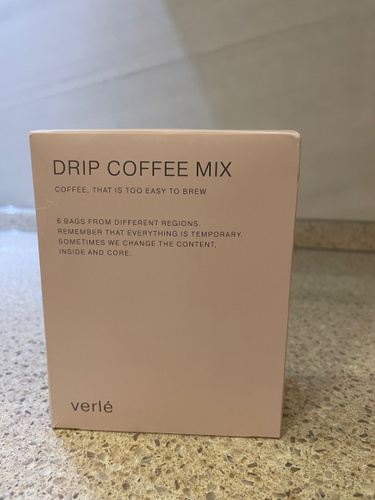 DRIP COFFEE MIX
COFFEE, THAT IS TOO EASY TO BREW
6 BAGS FROM DIFFERENT REGIONS.
REMEMBER THAT EVERYTHING IS TEMPORARY.
SOMETIMES WE CHANGE THE CONTENT,
INSIDE AND CORE.
verlé